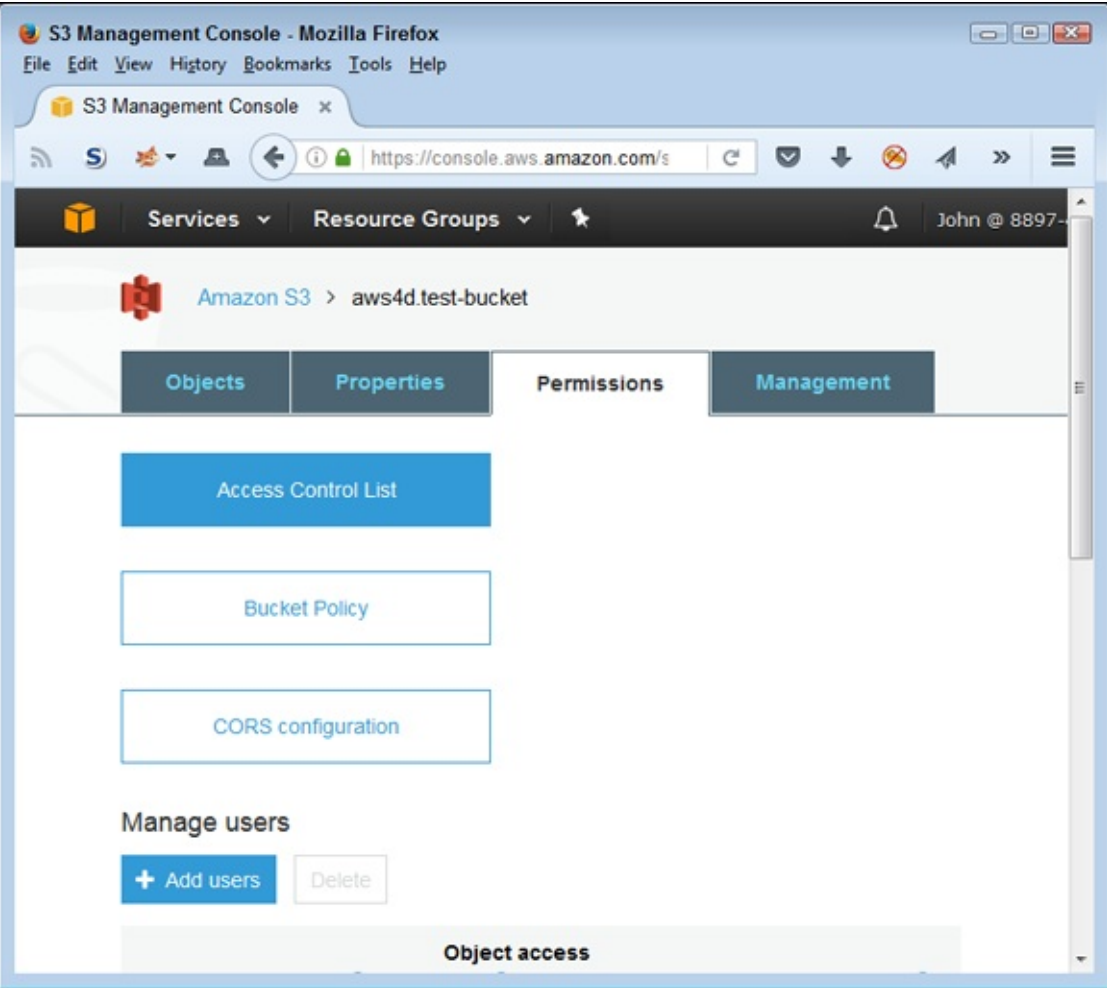 S3 Management Console - Mozilla Firefox
File Edit View History Bookmarks Tools Help
S3 Management Console ×
https://console.aws.amazon.com/s
Services Resource Groups John @ 8897-
Amazon S3 > aws4d.test-bucket
Objects Properties Permissions Management
Access Control List
Bucket Policy
CORS configuration
Manage users
+ Add users Delete
Object access